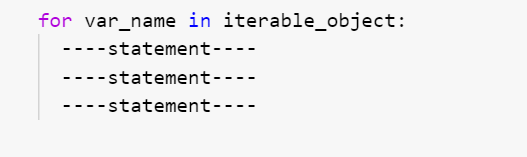 for var_name in iterable_object:
  ----statement----
  ----statement----
  ----statement----